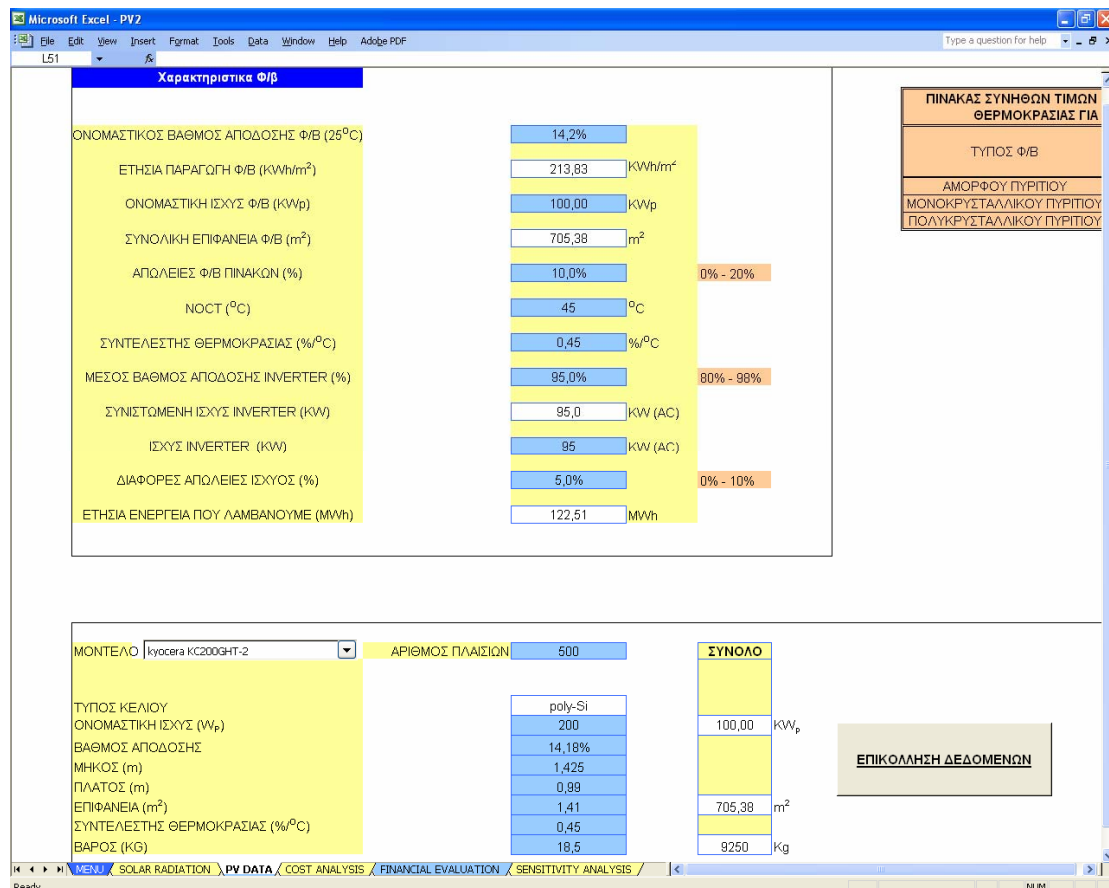 Microsoft Excel - PV2
File Edit View Insert Format Tools Data Window Help Adobe PDF Type a question for help
L51 fx
Χαρακτηριστικα Φ/β
ΠΙΝΑΚΑΣ ΣΥΝΗΘΩΝ ΤΙΜΩΝ
ΘΕΡΜΟΚΡΑΣΙΑΣ ΓΙΑ
ΤΥΠΟΣ Φ/Β
ΑΜΟΡΦΟΥ ΠΥΡΙΤΙΟΥ
ΜΟΝΟΚΡΥΣΤΑΛΛΙΚΟΥ ΠΥΡΙΤΙΟΥ
ΠΟΛΥΚΡΥΣΤΑΛΛΙΚΟΥ ΠΥΡΙΤΙΟΥ
ΟΝΟΜΑΣΤΙΚΟΣ ΒΑΘΜΟΣ ΑΠΟΔΟΣΗΣ Φ/Β (25⁰C) 14,2%
ΕΤΗΣΙΑ ΠΑΡΑΓΩΓΗ Φ/Β (KWh/m²) 213,83 KWh/m²
ΟΝΟΜΑΣΤΙΚΗ ΙΣΧΥΣ Φ/Β (KWp) 100,00 KWp
ΣΥΝΟΛΙΚΗ ΕΠΙΦΑΝΕΙΑ Φ/Β (m²) 705,38 m²
ΑΠΩΛΕΙΕΣ Φ/Β ΠΙΝΑΚΩΝ (%) 10,0% 0% - 20%
NOCT (⁰C) 45 ⁰C
ΣΥΝΤΕΛΕΣΤΗΣ ΘΕΡΜΟΚΡΑΣΙΑΣ (%/⁰C) 0,45 %/⁰C
ΜΕΣΟΣ ΒΑΘΜΟΣ ΑΠΟΔΟΣΗΣ INVERTER (%) 95,0% 80% - 98%
ΣΥΝΙΣΤΩΜΕΝΗ ΙΣΧΥΣ INVERTER (KW) 95,0 KW (AC)
ΙΣΧΥΣ INVERTER (KW) 95 KW (AC)
ΔΙΑΦΟΡΕΣ ΑΠΩΛΕΙΕΣ ΙΣΧΥΟΣ (%) 5,0% 0% - 10%
ΕΤΗΣΙΑ ΕΝΕΡΓΕΙΑ ΠΟΥ ΛΑΜΒΑΝΟΥΜΕ (MWh) 122,51 MWh
ΜΟΝΤΕΛΟ kyocera KC200GHT-2 ΑΡΙΘΜΟΣ ΠΛΑΙΣΙΩΝ 500 ΣΥΝΟΛΟ
ΤΥΠΟΣ ΚΕΛΙΟΥ poly-Si
ΟΝΟΜΑΣΤΙΚΗ ΙΣΧΥΣ (Wₚ) 200 100,00 KWₚ
ΒΑΘΜΟΣ ΑΠΟΔΟΣΗΣ 14,18%
ΜΗΚΟΣ (m) 1,425
ΠΛΑΤΟΣ (m) 0,99
ΕΠΙΦΑΝΕΙΑ (m²) 1,41 705,38 m²
ΣΥΝΤΕΛΕΣΤΗΣ ΘΕΡΜΟΚΡΑΣΙΑΣ (%/⁰C) 0,45
ΒΑΡΟΣ (KG) 18,5 9250 Kg
ΕΠΙΚΟΛΛΗΣΗ ΔΕΔΟΜΕΝΩΝ
MENU SOLAR RADIATION PV DATA COST ANALYSIS FINANCIAL EVALUATION SENSITIVITY ANALYSIS
Ready NUM